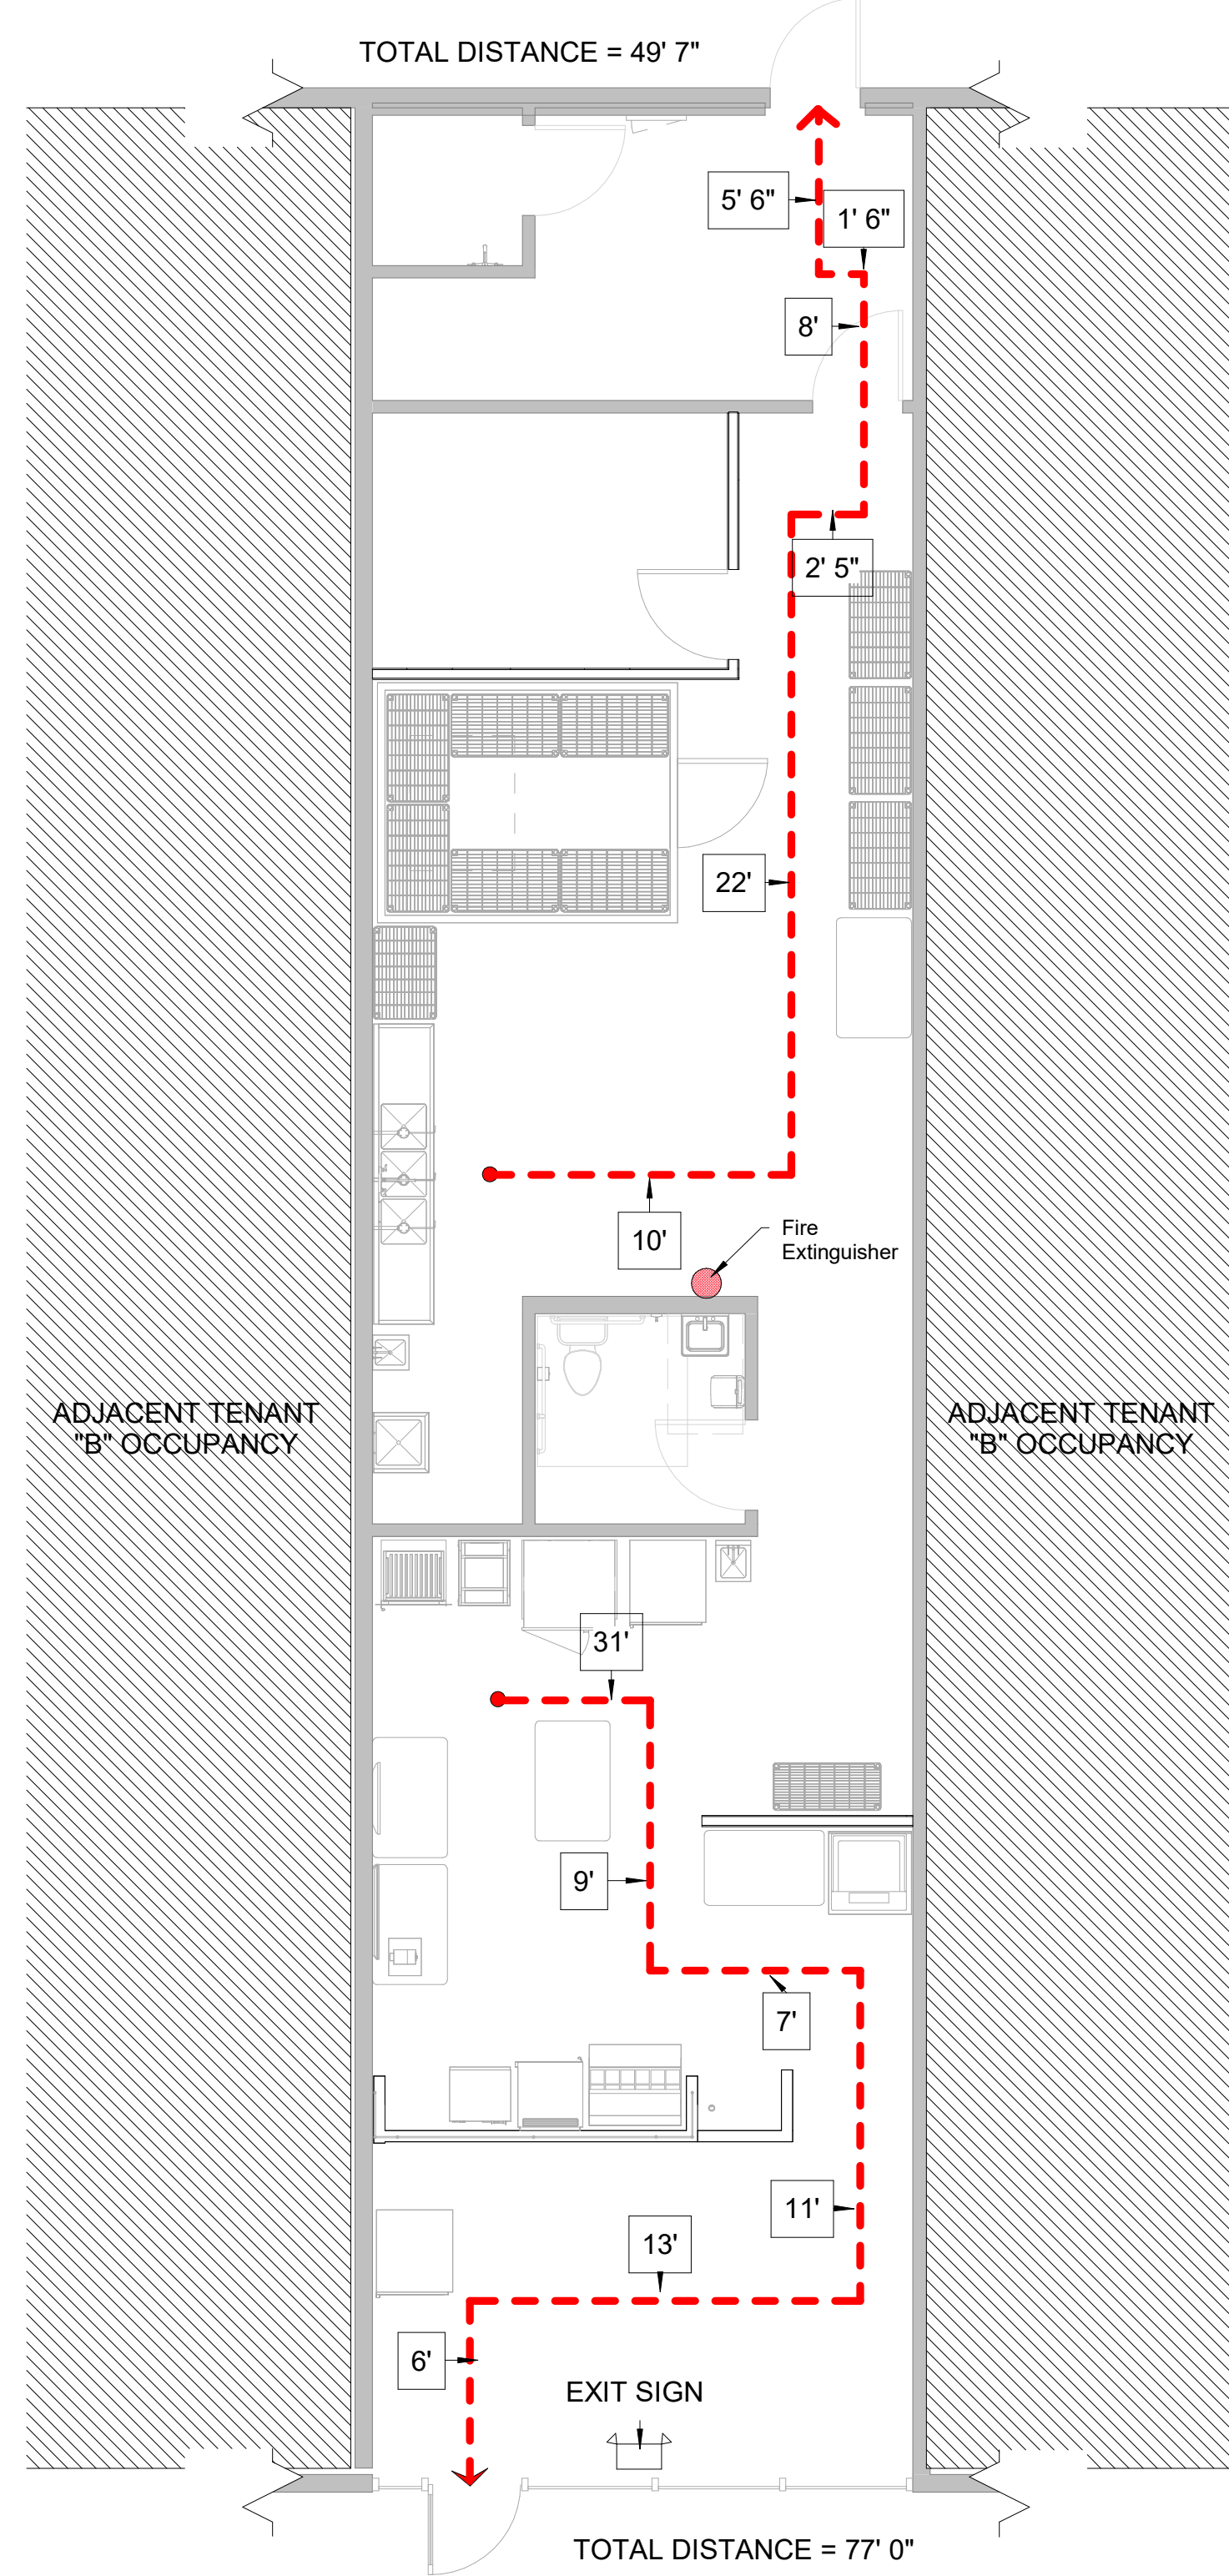 TOTAL DISTANCE = 49' 7"
5' 6"
1' 6"
8'
2' 5"
22'
10'
Fire
Extinguisher
ADJACENT TENANT
"B" OCCUPANCY
ADJACENT TENANT
"B" OCCUPANCY
31'
9'
7'
11'
13'
6'
EXIT SIGN
TOTAL DISTANCE = 77' 0"